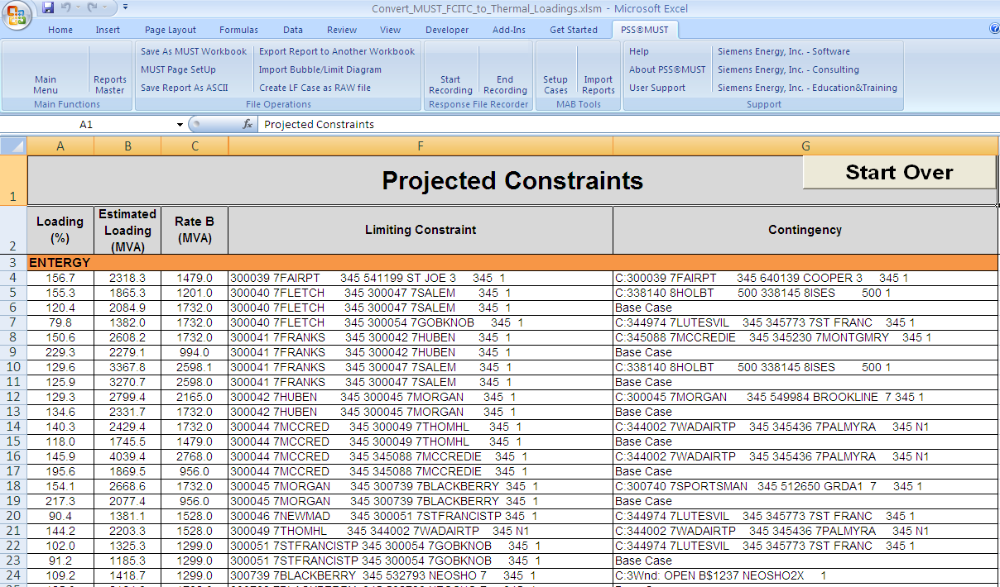 Convert_MUST_FCITC_to_Thermal_Loadings.xlsm - Microsoft Excel
Home Insert Page Layout Formulas Data Review View Developer Add-Ins Get Started PSS®MUST
Save As MUST Workbook Export Report to Another Workbook Help Siemens Energy, Inc. - Software
MUST Page SetUp Import Bubble/Limit Diagram About PSS®MUST Siemens Energy, Inc. - Consulting
Main Menu Reports Master Save Report As ASCII Create LF Case as RAW file Start Recording End Recording Setup Cases Import Reports User Support Siemens Energy, Inc. - Education&Training
Main Functions File Operations Response File Recorder MAB Tools Support
A1 fx Projected Constraints
A B C F G
1 Projected Constraints Start Over
2 Loading (%) Estimated Loading (MVA) Rate B (MVA) Limiting Constraint Contingency
3 ENTERGY
4 156.7 2318.3 1479.0 300039 7FAIRPT 345 541199 ST JOE 3 345 1 C:300039 7FAIRPT 345 640139 COOPER 3 345 1
5 155.3 1865.3 1201.0 300040 7FLETCH 345 300047 7SALEM 345 1 C:338140 8HOLBT 500 338145 8ISES 500 1
6 120.4 2084.9 1732.0 300040 7FLETCH 345 300047 7SALEM 345 1 Base Case
7 79.8 1382.0 1732.0 300040 7FLETCH 345 300054 7GOBKNOB 345 1 C:344974 7LUTESVIL 345 345773 7ST FRANC 345 1
8 150.6 2608.2 1732.0 300041 7FRANKS 345 300042 7HUBEN 345 1 C:345088 7MCCREDIE 345 345230 7MONTGMRY 345 1
9 229.3 2279.1 994.0 300041 7FRANKS 345 300042 7HUBEN 345 1 Base Case
10 129.6 3367.8 2598.1 300041 7FRANKS 345 300047 7SALEM 345 1 C:338140 8HOLBT 500 338145 8ISES 500 1
11 125.9 3270.7 2598.0 300041 7FRANKS 345 300047 7SALEM 345 1 Base Case
12 129.3 2799.4 2165.0 300042 7HUBEN 345 300045 7MORGAN 345 1 C:300045 7MORGAN 345 549984 BROOKLINE 7 345 1
13 134.6 2331.7 1732.0 300042 7HUBEN 345 300045 7MORGAN 345 1 Base Case
14 140.3 2429.4 1732.0 300044 7MCCRED 345 300049 7THOMHL 345 1 C:344002 7WADAIRTP 345 345436 7PALMYRA 345 N1
15 118.0 1745.5 1479.0 300044 7MCCRED 345 300049 7THOMHL 345 1 Base Case
16 145.9 4039.4 2768.0 300044 7MCCRED 345 345088 7MCCREDIE 345 1 C:344002 7WADAIRTP 345 345436 7PALMYRA 345 N1
17 195.6 1869.5 956.0 300044 7MCCRED 345 345088 7MCCREDIE 345 1 Base Case
18 154.1 2668.6 1732.0 300045 7MORGAN 345 300739 7BLACKBERRY 345 1 C:300740 7SPORTSMAN 345 512650 GRDA1 7 345 1
19 217.3 2077.4 956.0 300045 7MORGAN 345 300739 7BLACKBERRY 345 1 Base Case
20 90.4 1381.1 1528.0 300046 7NEWMAD 345 300051 7STFRANCISTP 345 1 C:344974 7LUTESVIL 345 345773 7ST FRANC 345 1
21 144.2 2203.3 1528.0 300049 7THOMHL 345 344002 7WADAIRTP 345 N1 C:344002 7WADAIRTP 345 345436 7PALMYRA 345 N1
22 102.0 1325.3 1299.0 300051 7STFRANCISTP 345 300054 7GOBKNOB 345 1 C:344974 7LUTESVIL 345 345773 7ST FRANC 345 1
23 91.2 1185.3 1299.0 300051 7STFRANCISTP 345 300054 7GOBKNOB 345 1 Base Case
24 109.2 1418.7 1299.0 300739 7BLACKBERRY 345 532793 NEOSHO 7 345 1 C:3Wnd: OPEN B$1237 NEOSHO2X 1